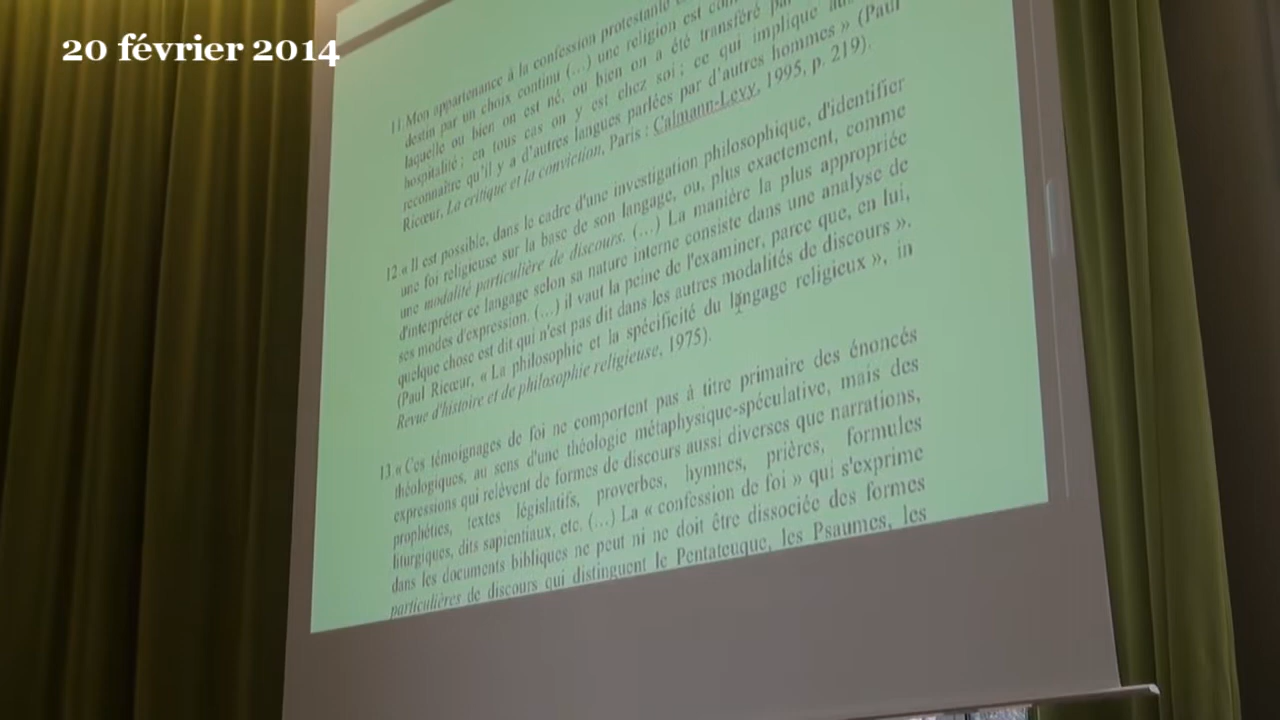 20 février 2014
11 Mon appartenance à la confession protestante
destin par un choix continu (…) une religion est
laquelle ou bien on est né, ou bien on a été transféré
hospitalité ; en tous cas on y est chez soi ; ce qui implique
reconnaître qu'il y a d'autres langues parlées par d'autres hommes » (Paul
Ricœur, La critique et la conviction, Paris : Calmann-Levy, 1995, p. 219).
12 « Il est possible, dans le cadre d'une investigation philosophique, d'identifier
une foi religieuse sur la base de son langage, ou, plus exactement, comme
une modalité particulière de discours. (…) La manière la plus appropriée
d'interpréter ce langage selon sa nature interne consiste dans une analyse de
ses modes d'expression. (…) il vaut la peine de l'examiner, parce que, en lui,
quelque chose est dit qui n'est pas dit dans les autres modalités de discours ».
(Paul Ricœur, « La philosophie et la spécificité du langage religieux », in
Revue d'histoire et de philosophie religieuse, 1975).
13 « Ces témoignages de foi ne comportent pas à titre primaire des énoncés
théologiques, au sens d'une théologie métaphysique-spéculative, mais des
expressions qui relèvent de formes de discours aussi diverses que narrations,
prophéties, textes législatifs, proverbes, hymnes, prières, formules
liturgiques, dits sapientiaux, etc. (…) La « confession de foi » qui s'exprime
dans les documents bibliques ne peut ni ne doit être dissociée des formes
particulières de discours qui distinguent le Pentateuque, les Psaumes, les